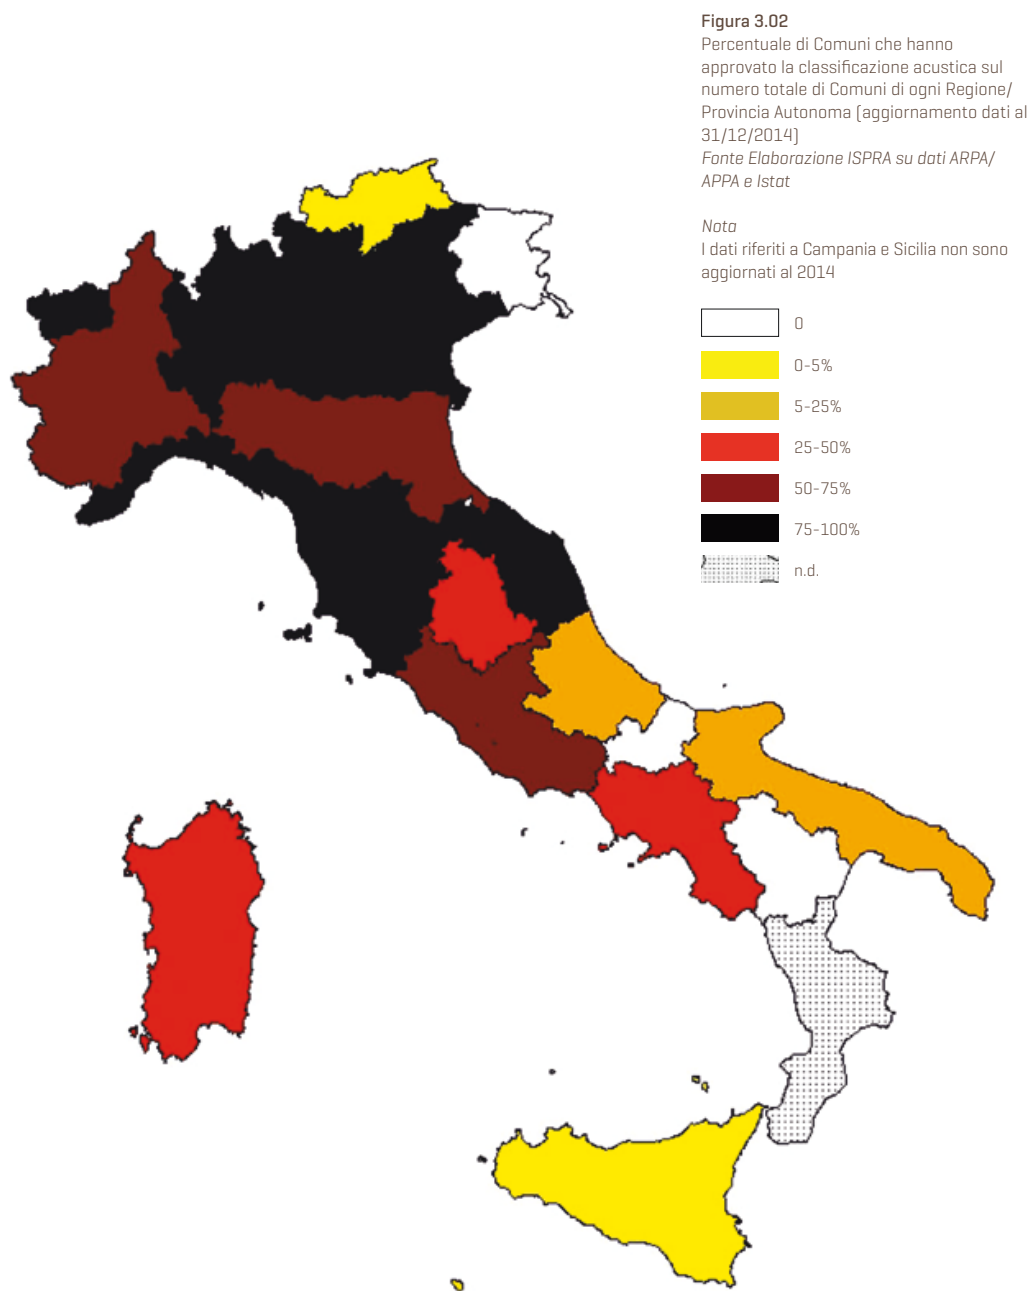 Figura 3.02
Percentuale di Comuni che hanno
approvato la classificazione acustica sul
numero totale di Comuni di ogni Regione/
Provincia Autonoma (aggiornamento dati al
31/12/2014)
Fonte Elaborazione ISPRA su dati ARPA/
APPA e Istat
Nota
I dati riferiti a Campania e Sicilia non sono
aggiornati al 2014
0
0-5%
5-25%
25-50%
50-75%
75-100%
n.d.